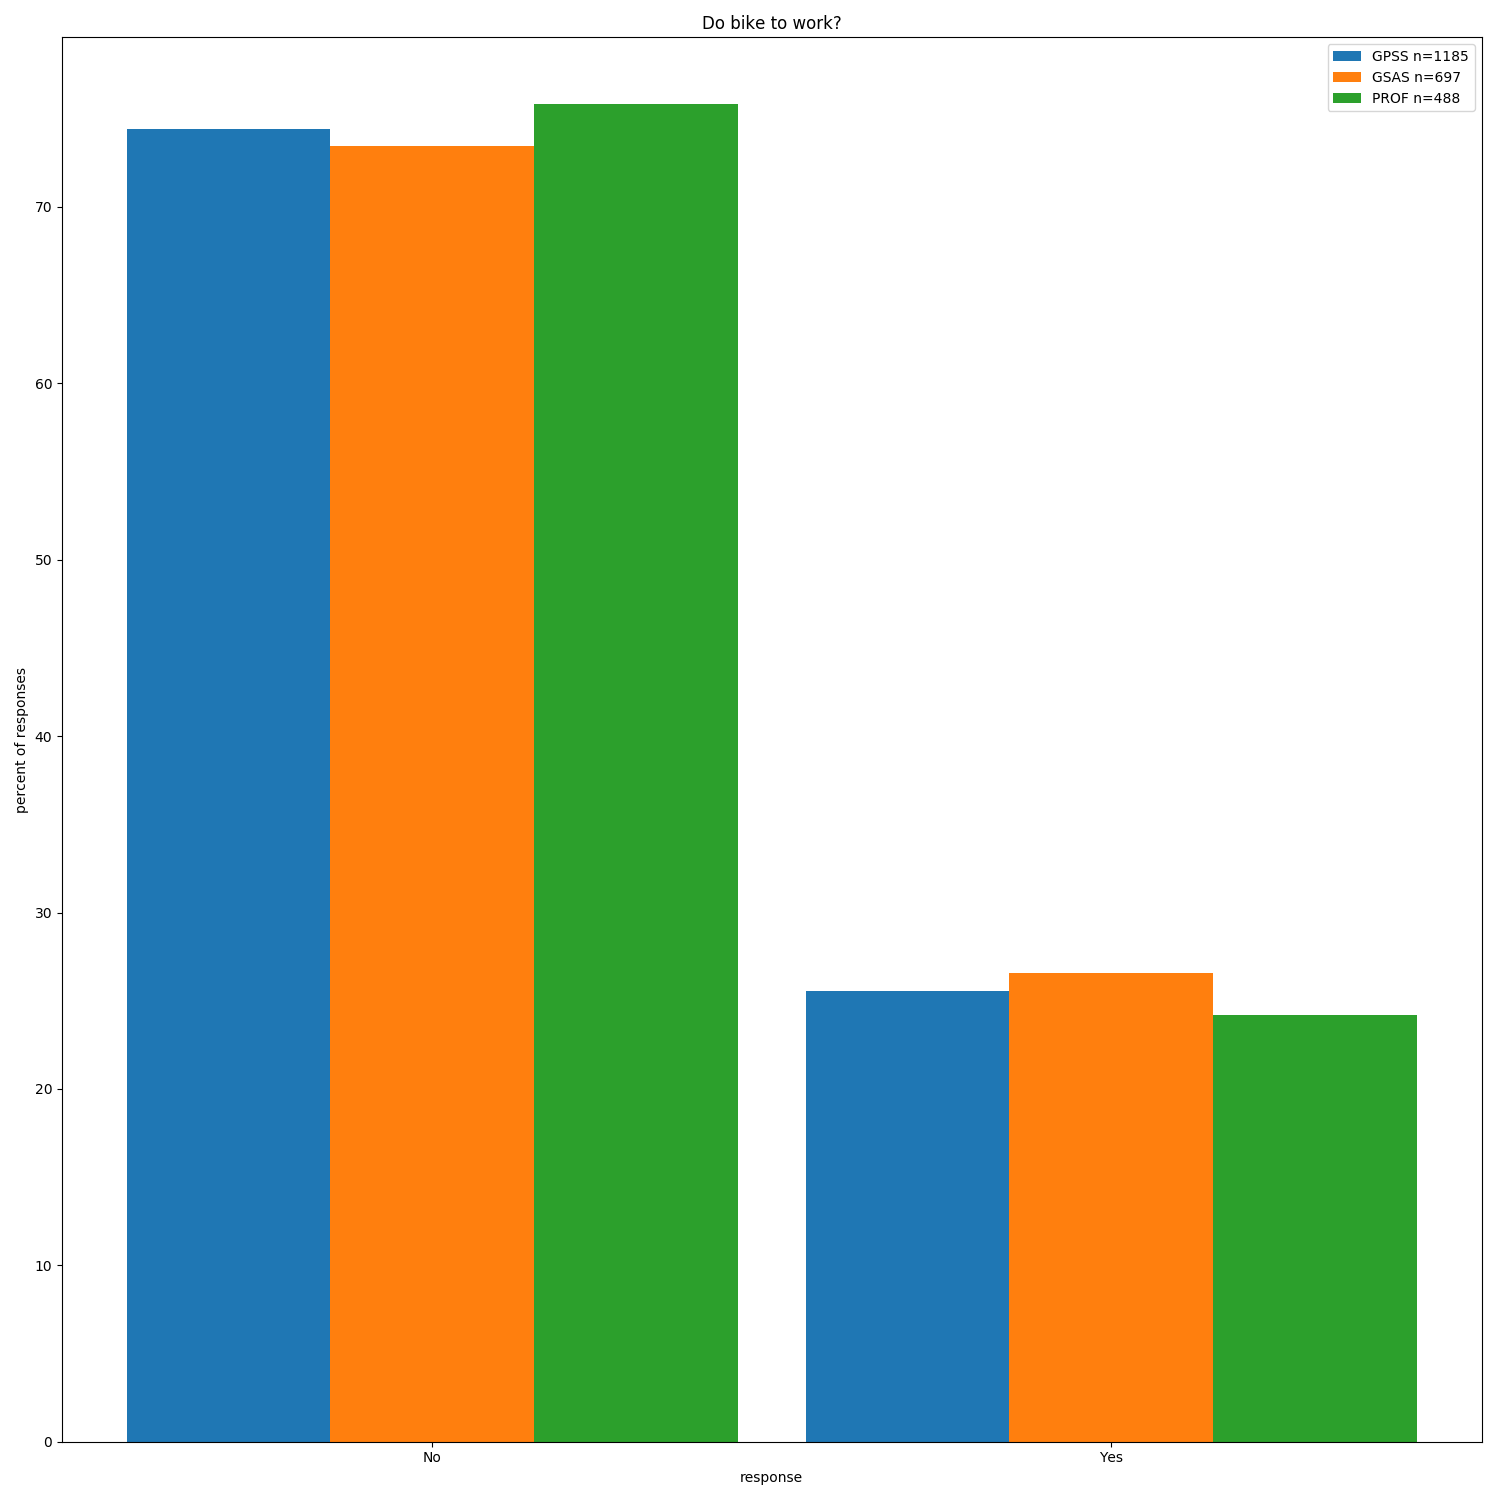 Do bike to work?
GPSS n=1185
GSAS n=697
PROF n=488
percent of responses
70
60
50
40
30
20
10
0
No
Yes
response